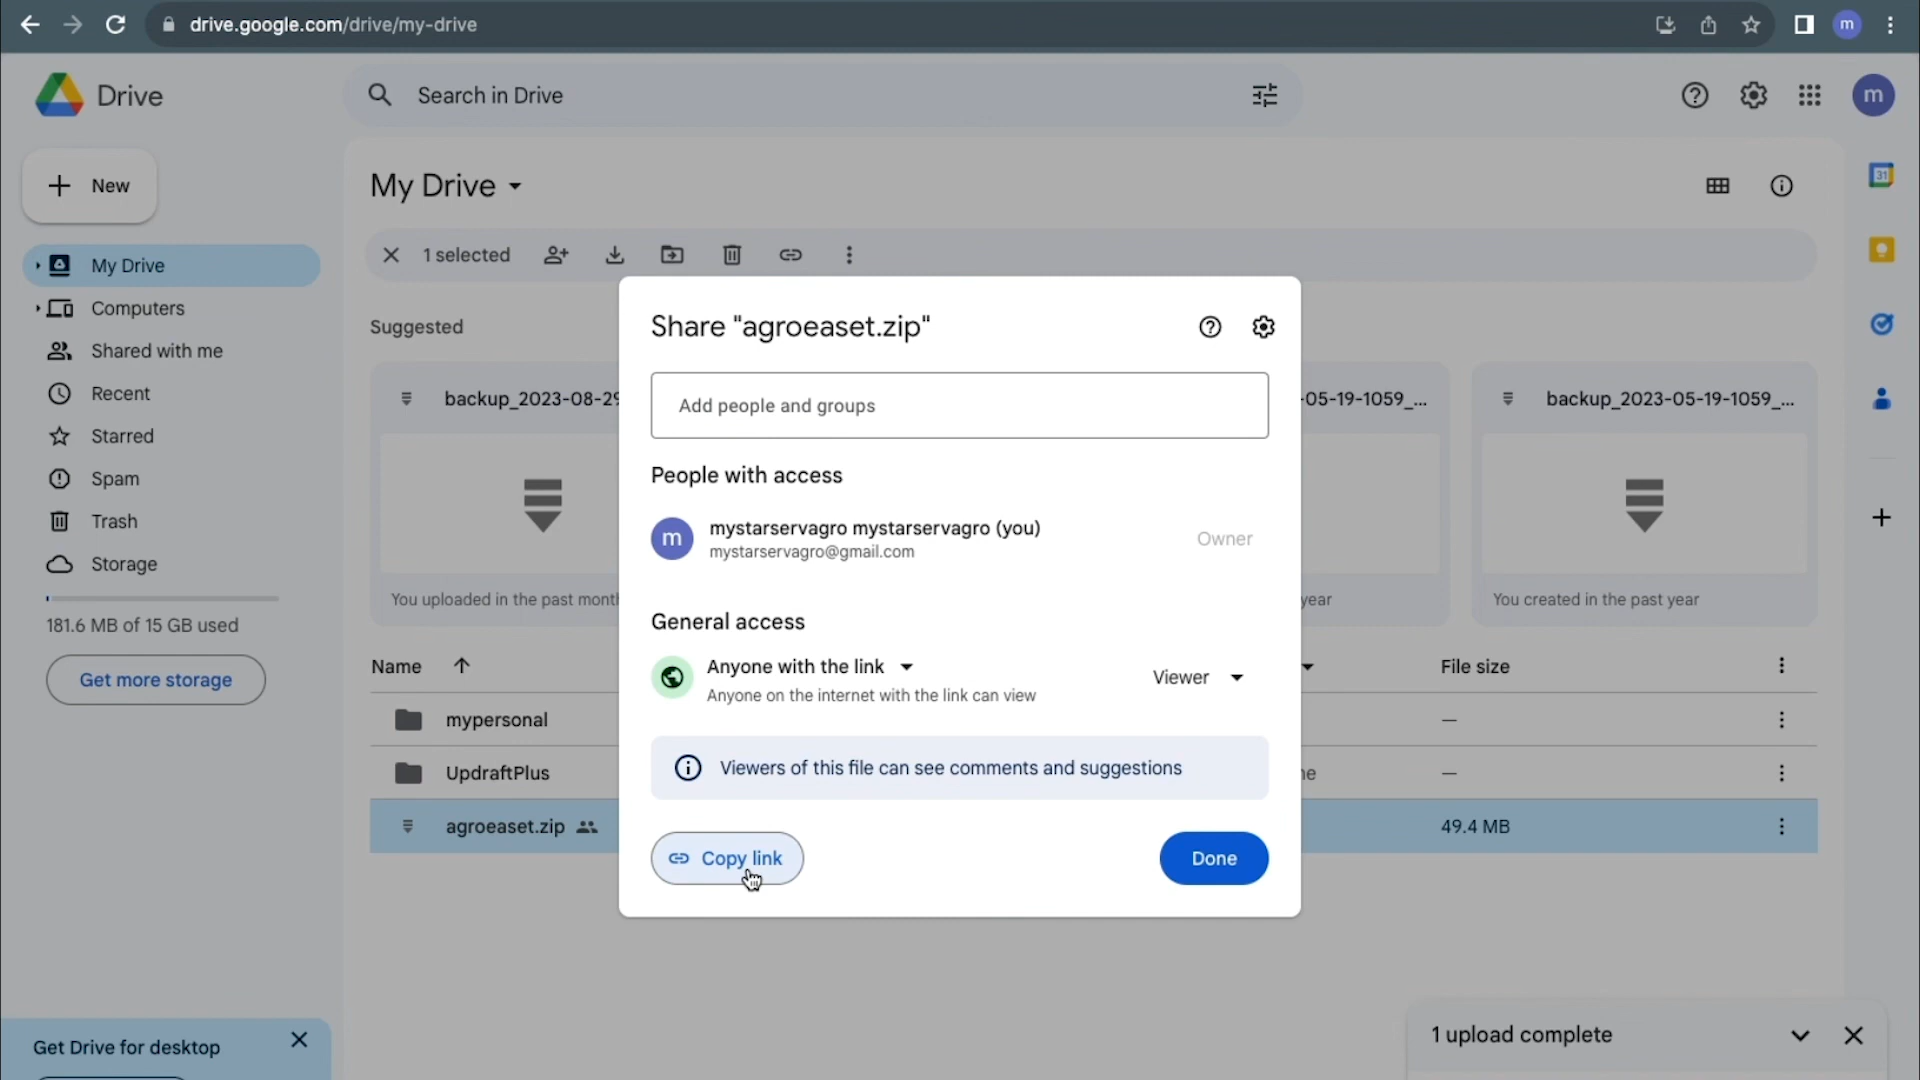 drive.google.com/drive/my-drive
m
Drive
Search in Drive
m
New
My Drive
31
1 selected
My Drive
Computers
Shared with me
Recent
Starred
Spam
Trash
Storage
181.6 MB of 15 GB used
Get more storage
Suggested
backup_2023-08-29
-05-19-1059_...
backup_2023-05-19-1059_...
You uploaded in the past month
year
You created in the past year
Share "agroeaset.zip"
Add people and groups
People with access
m
mystarservagro mystarservagro (you)
mystarservagro@gmail.com
Owner
General access
Anyone with the link
Anyone on the internet with the link can view
Viewer
Viewers of this file can see comments and suggestions
Copy link
Done
Name
File size
mypersonal
—
UpdraftPlus
—
agroeaset.zip
49.4 MB
Get Drive for desktop
1 upload complete